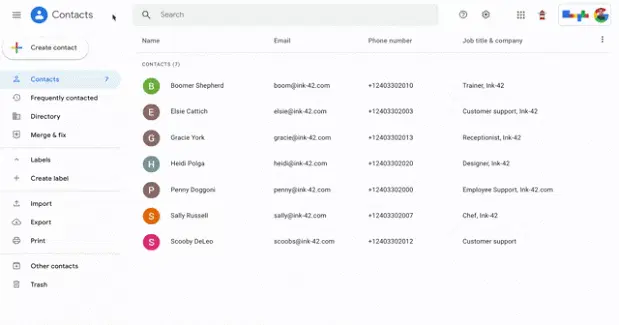 Contacts
Search
Create contact
Contacts 7
Frequently contacted
Directory
Merge & fix
Labels
Create label
Import
Export
Print
Other contacts
Trash
Name Email Phone number Job title & company
CONTACTS (7)
B Boomer Shepherd boom@ink-42.com +12403302010 Trainer, Ink-42
E Elsie Cattich elsie@ink-42.com +12403302003 Customer support, Ink-42
G Gracie York gracie@ink-42.com +12403302013 Receptionist, Ink-42
H Heidi Polga heidi@ink-42.com +12403302020 Designer, Ink-42
P Penny Doggoni penny@ink-42.com +12403302000 Employee Support, Ink-42.com
S Sally Russell sally@ink-42.com +12403302007 Chef, Ink-42
S Scooby DeLeo scoobs@ink-42.com +12403302012 Customer support